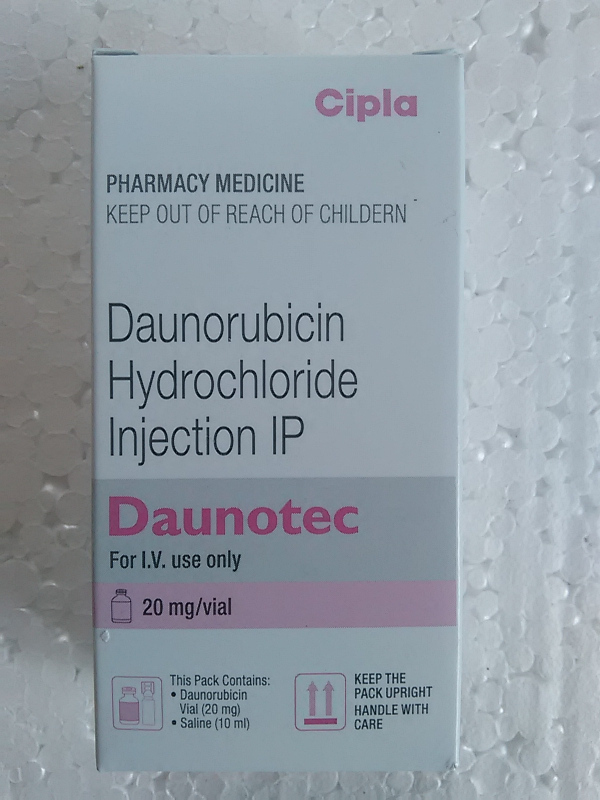 Cipla
PHARMACY MEDICINE
KEEP OUT OF REACH OF CHILDERN
Daunorubicin
Hydrochloride
Injection IP
Daunotec
For I.V. use only
20 mg/vial
This Pack Contains:
• Daunorubicin
Vial (20 mg)
• Saline (10 ml)
KEEP THE
PACK UPRIGHT
HANDLE WITH
CARE